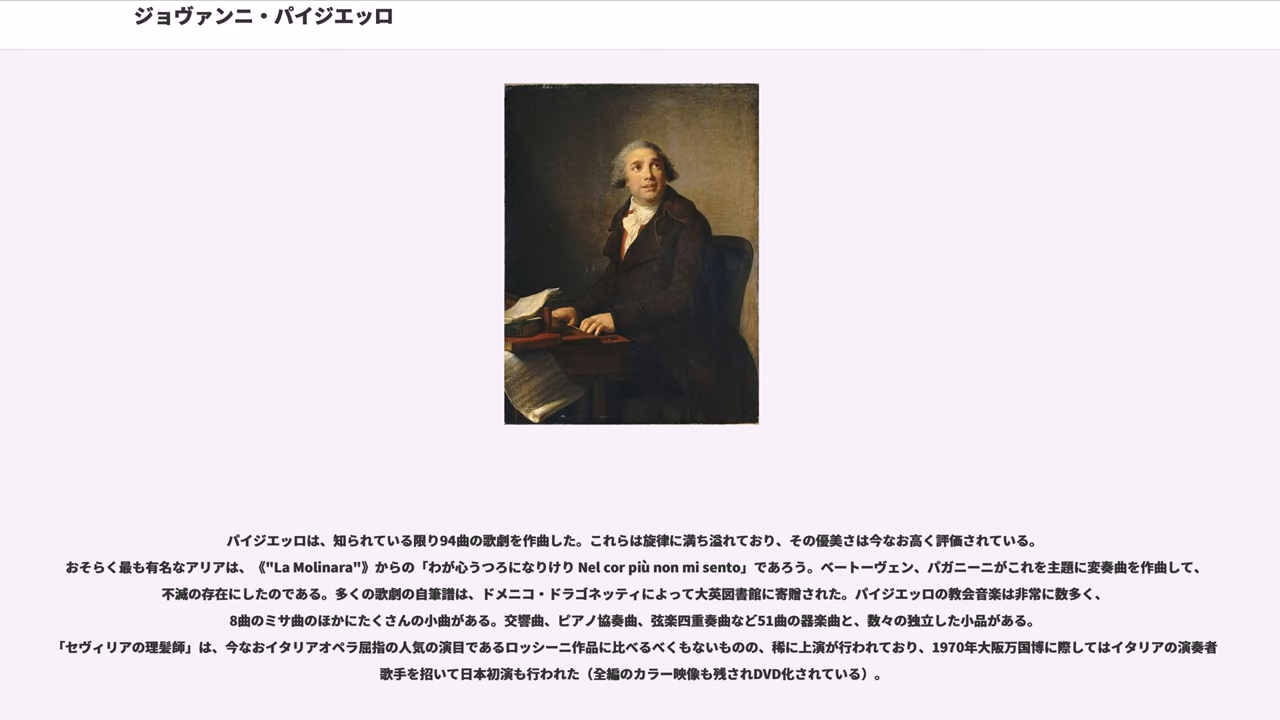 ジョヴァンニ・パイジエッロ
パイジエッロは、知られている限り94曲の歌劇を作曲した。これらは旋律に満ち溢れており、その優美さは今なお高く評価されている。
おそらく最も有名なアリアは、《"La Molinara"》からの「わが心うつろになりけり Nel cor più non mi sento」であろう。ベートーヴェン、パガニーニがこれを主題に変奏曲を作曲して、
不滅の存在にしたのである。多くの歌劇の自筆譜は、ドメニコ・ドラゴネッティによって大英図書館に寄贈された。パイジエッロの教会音楽は非常に数多く、
8曲のミサ曲のほかにたくさんの小曲がある。交響曲、ピアノ協奏曲、弦楽四重奏曲など51曲の器楽曲と、数々の独立した小品がある。
「セヴィリアの理髪師」は、今なおイタリアオペラ屈指の人気の演目であるロッシーニ作品に比べるべくもないものの、稀に上演が行われており、1970年大阪万国博に際してはイタリアの演奏者
歌手を招いて日本初演も行われた（全編のカラー映像も残されDVD化されている）。